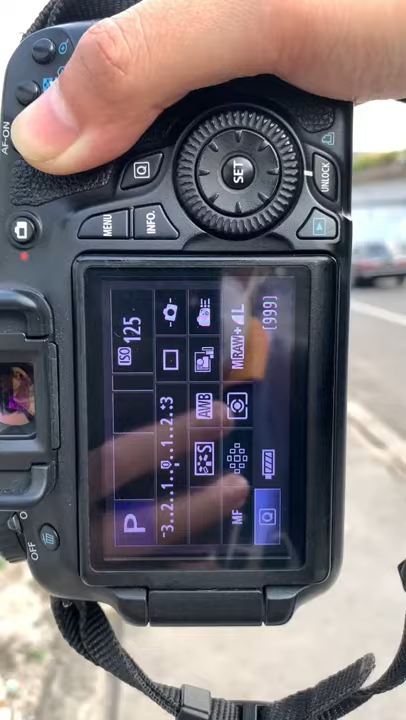 AF-ON
Q
SET
UNLOCK
MENU
INFO.
OFF
P
ISO 125
-3..2..1..0..1..2..+3
S
AWB
MF
MRAW+L
Q
[999]